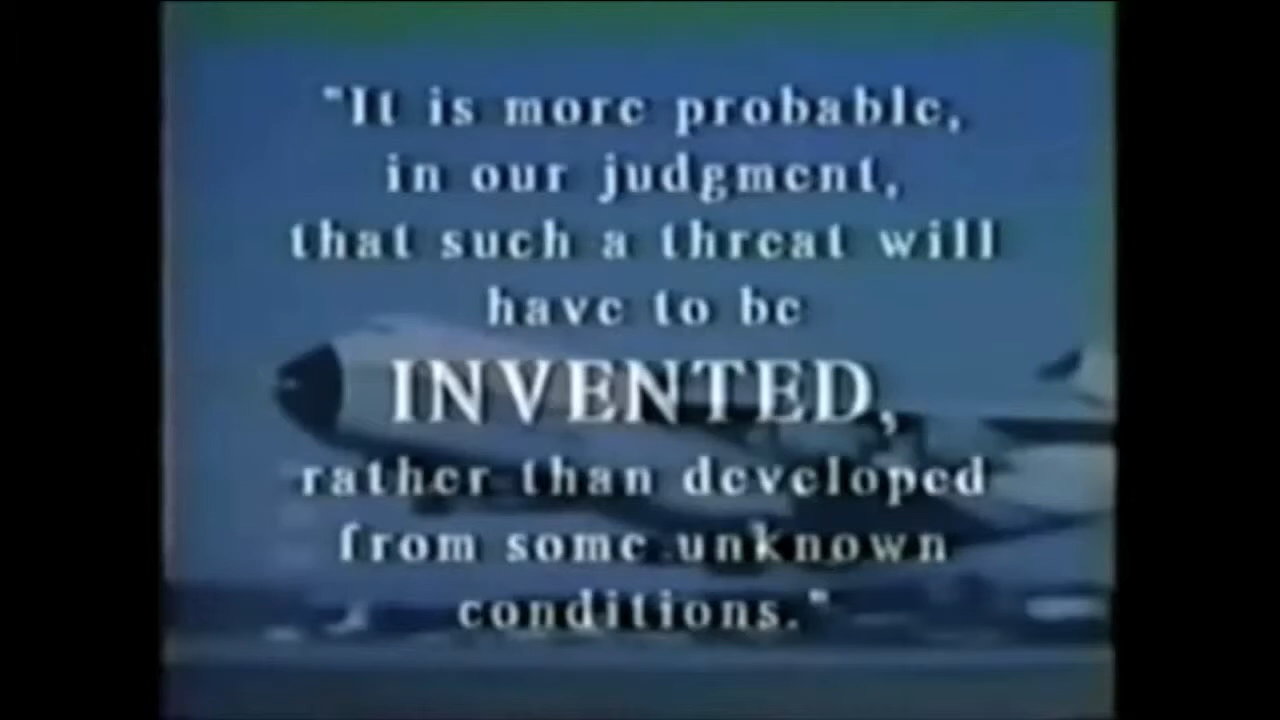 "It is more probable,
in our judgment,
that such a threat will
have to be
INVENTED,
rather than developed
from some unknown
conditions."